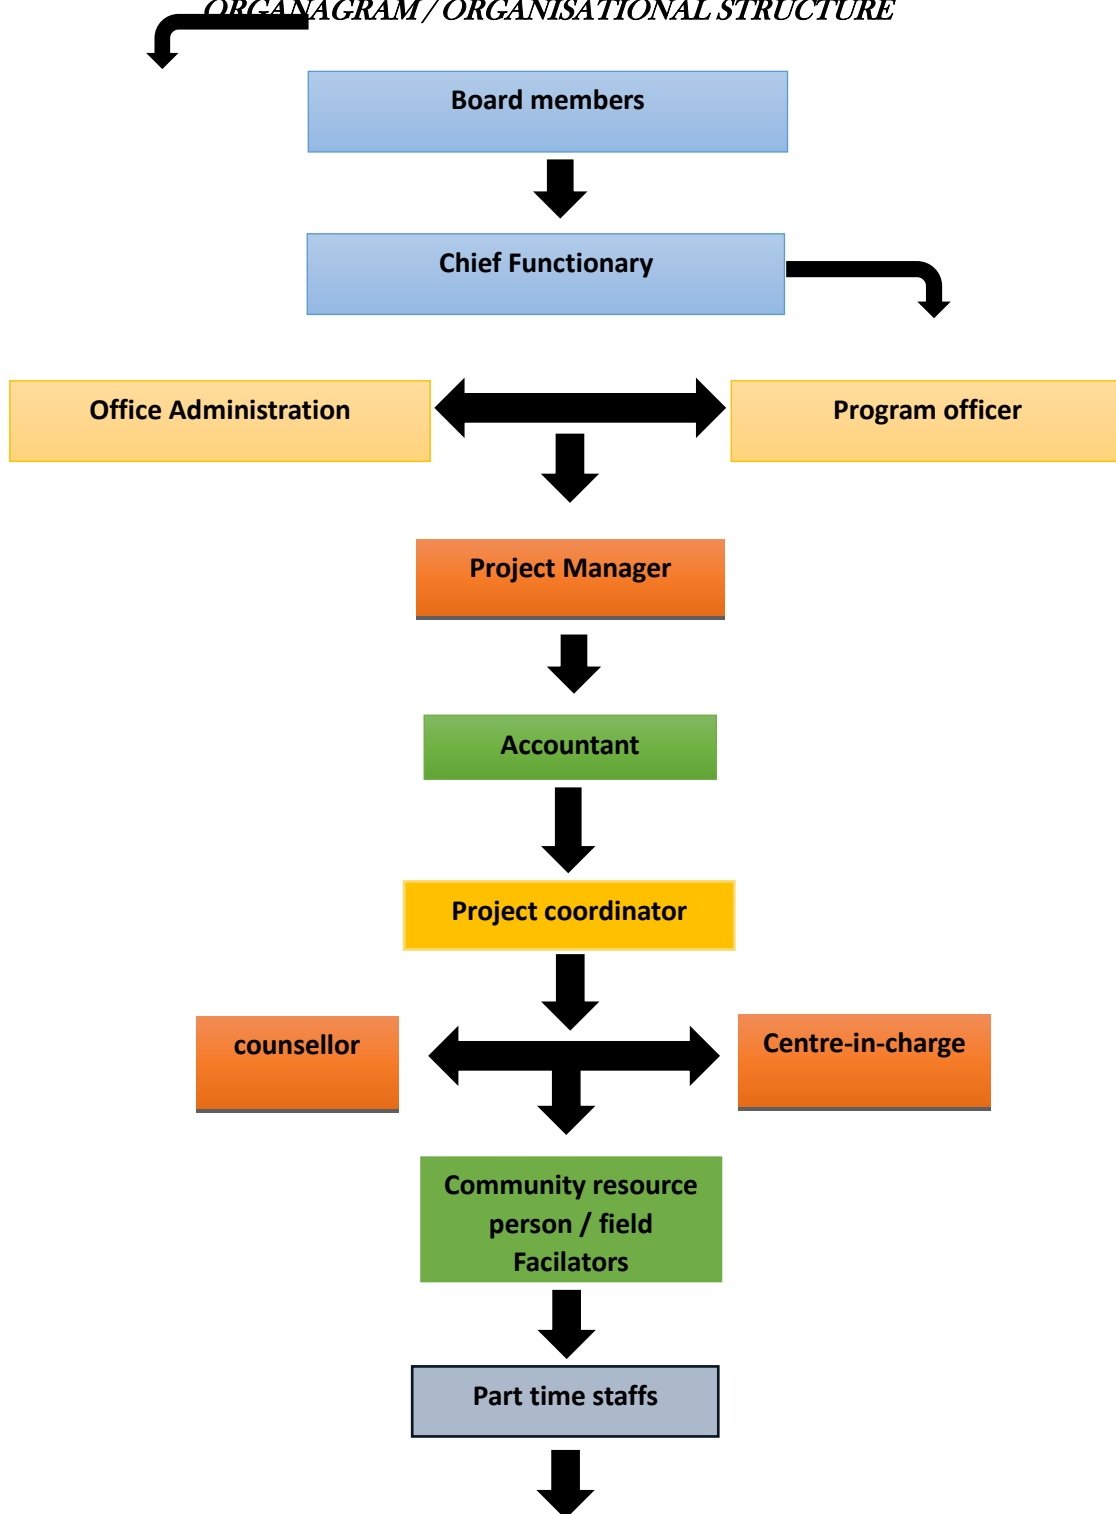 ORGANAGRAM / ORGANISATIONAL STRUCTURE
Board members
Chief Functionary
Office Administration
Program officer
Project Manager
Accountant
Project coordinator
counsellor
Centre-in-charge
Community resource
person / field
Facilators
Part time staffs